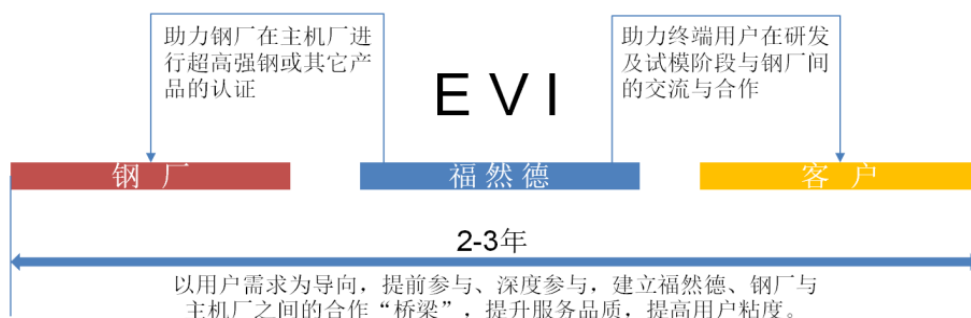 助力钢厂在主机厂进
行超高强钢或其它产
品的认证
EVI
助力终端用户在研发
及试模阶段与钢厂间
的交流与合作
钢 厂
福然德
客 户
2-3年
以用户需求为导向，提前参与、深度参与，建立福然德、钢厂与
主机厂之间的合作“桥梁”，提升服务品质，提高用户粘度。